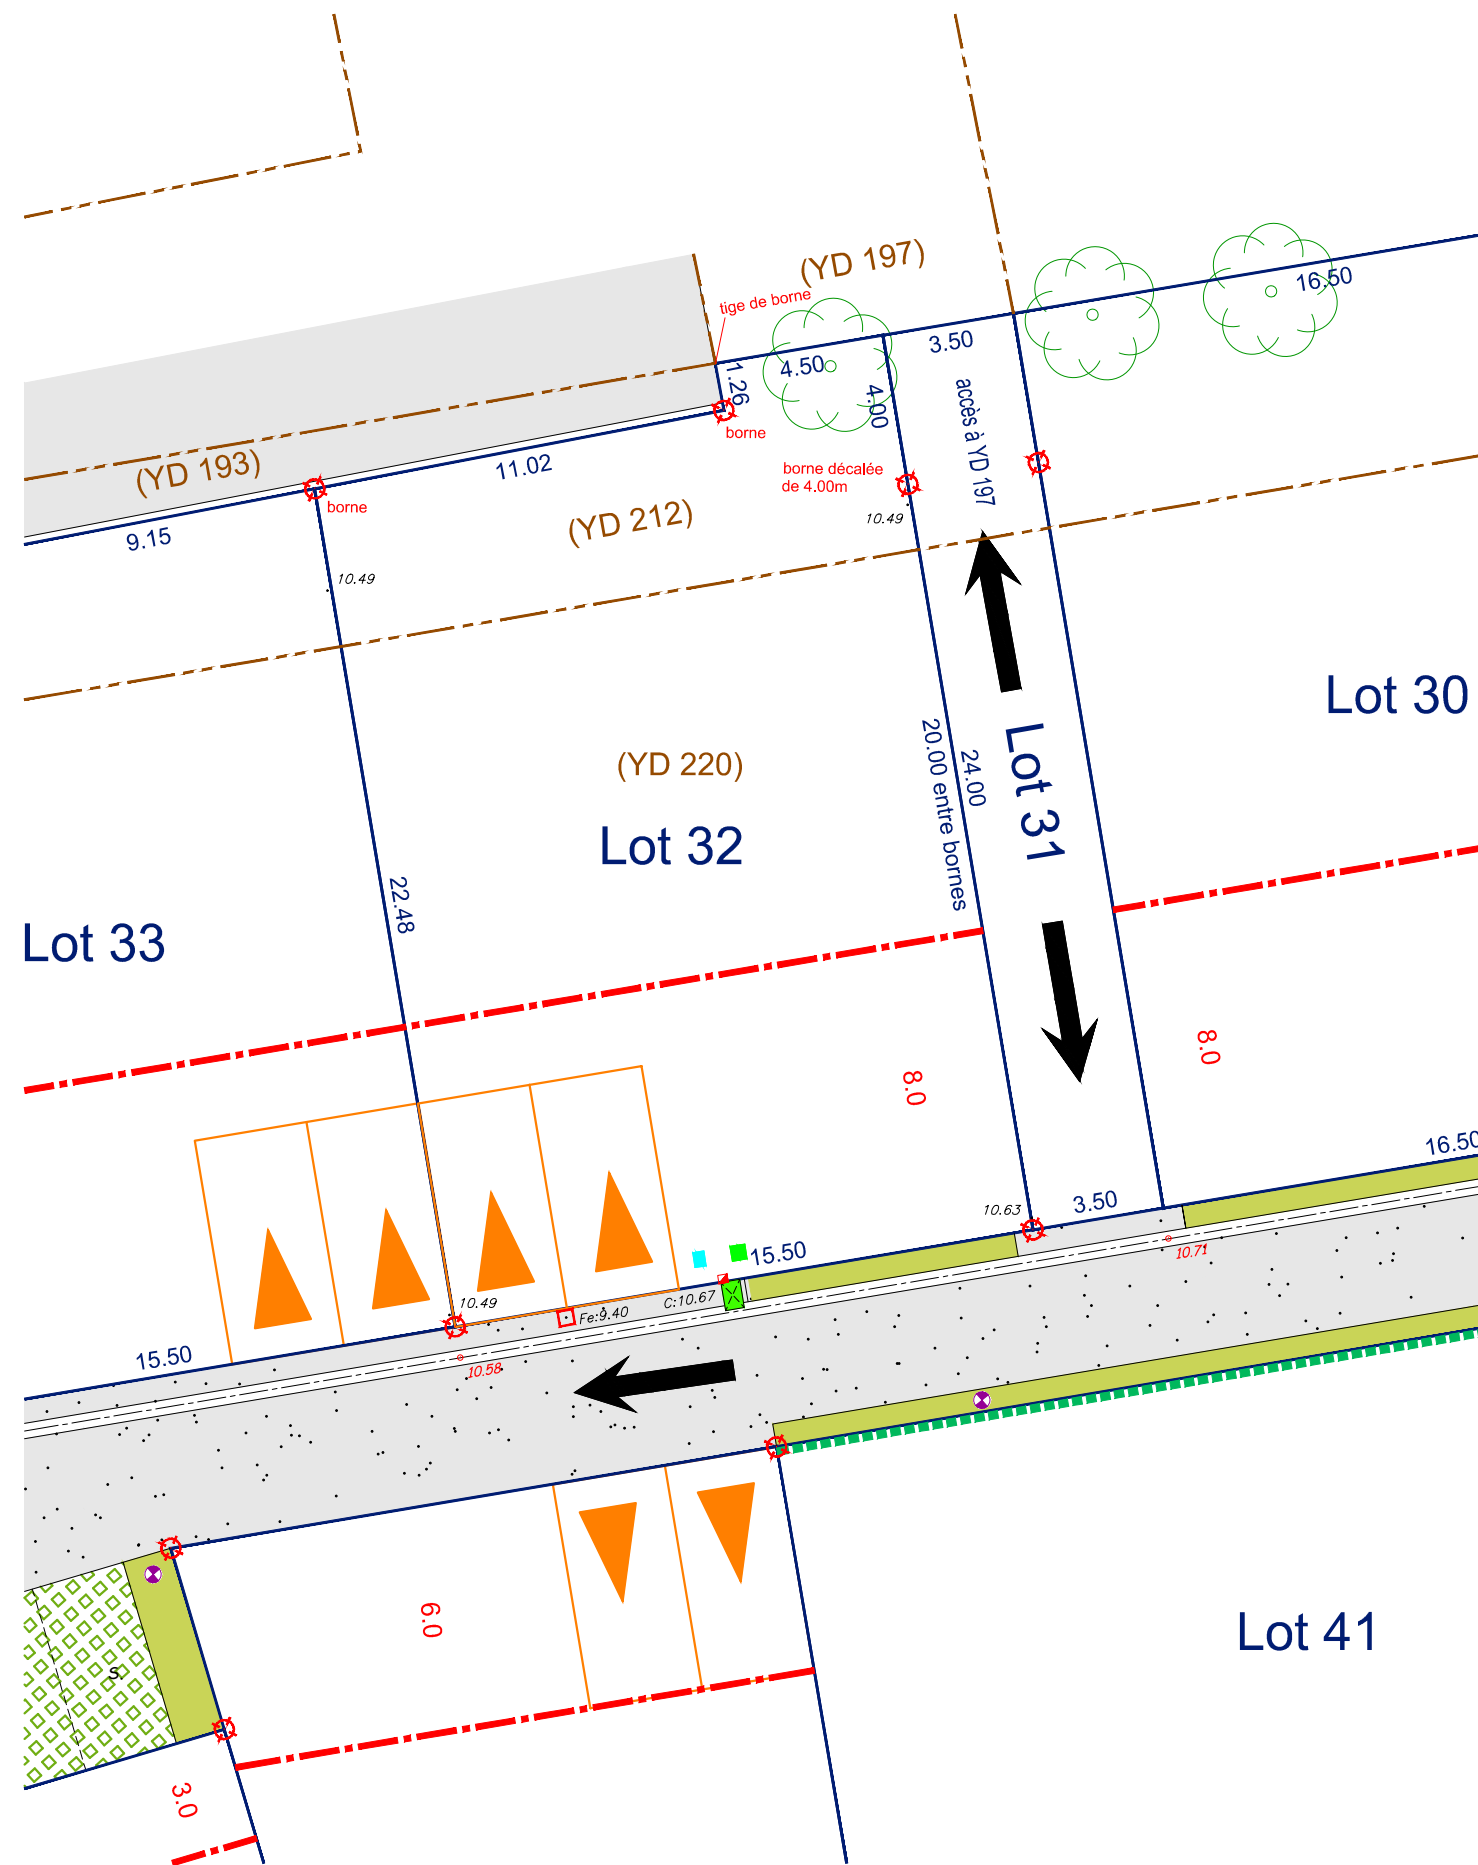 (YD 197)
16.50
tige de borne
3.50
4.50
1.26
4.00
accès à YD 197
borne
(YD 193)
11.02
borne décalée
de 4.00m
borne
(YD 212)
10.49
9.15
10.49
Lot 30
(YD 220)
Lot 31
24.00
20.00 entre bornes
Lot 32
22.48
Lot 33
8.0
8.0
16.50
3.50
10.63
10.71
15.50
C:10.67
10.49
Fe:9.40
15.50
10.58
6.0
Lot 41
S.
3.0